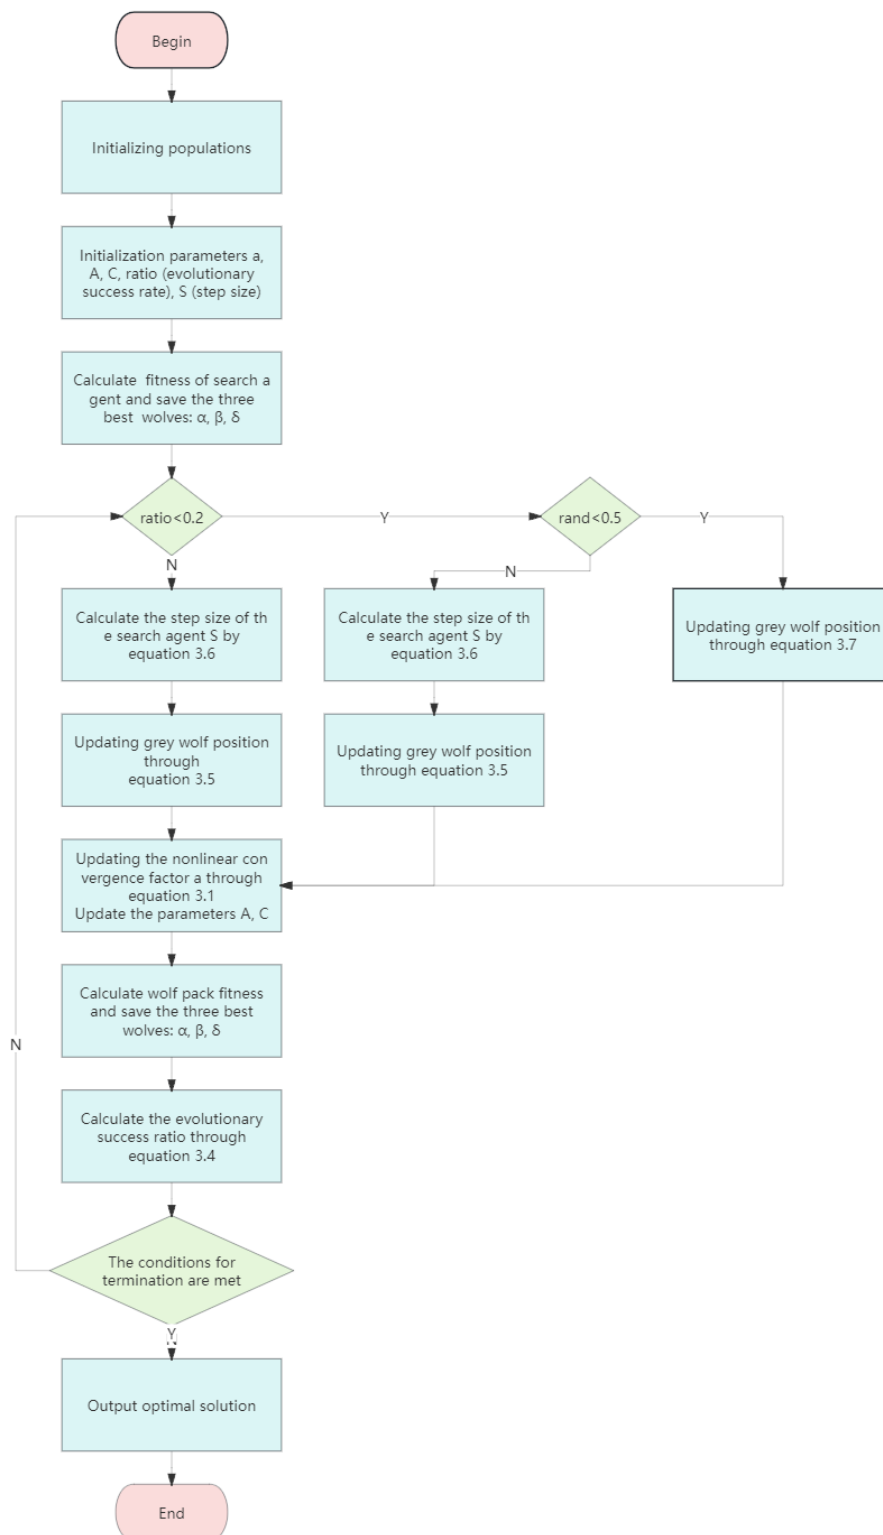 Begin
Initializing populations
Initialization parameters a,
A, C, ratio (evolutionary
success rate), S (step size)
Calculate  fitness of search a
gent and save the three
best  wolves: α, β, δ
ratio<0.2
Y
rand<0.5
Y
N
N
Calculate the step size of th
e search agent S by
equation 3.6
Calculate the step size of th
e search agent S by
equation 3.6
Updating grey wolf position
through equation 3.7
Updating grey wolf position
through
equation 3.5
Updating grey wolf position
through equation 3.5
Updating the nonlinear con
vergence factor a through
equation 3.1
Update the parameters A, C
Calculate wolf pack fitness
and save the three best
wolves: α, β, δ
N
Calculate the evolutionary
success ratio through
equation 3.4
The conditions for
termination are met
Y
Output optimal solution
End